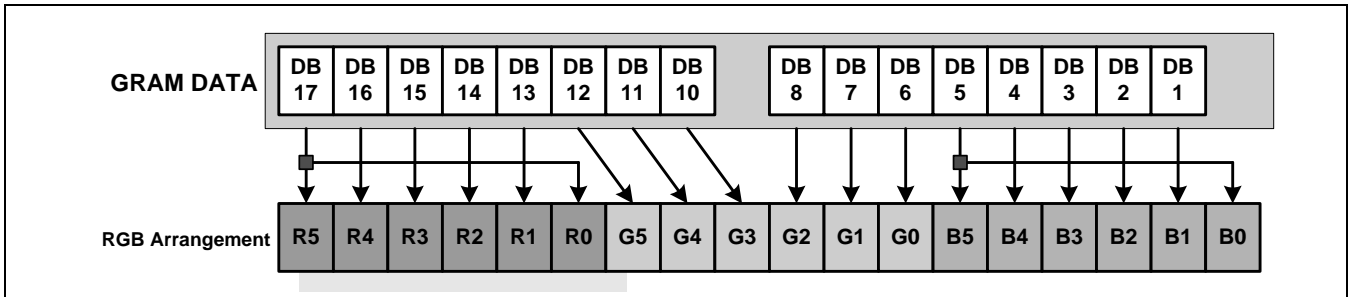 GRAM DATA
DB 17 DB 16 DB 15 DB 14 DB 13 DB 12 DB 11 DB 10 DB 8 DB 7 DB 6 DB 5 DB 4 DB 3 DB 2 DB 1
RGB Arrangement R5 R4 R3 R2 R1 R0 G5 G4 G3 G2 G1 G0 B5 B4 B3 B2 B1 B0